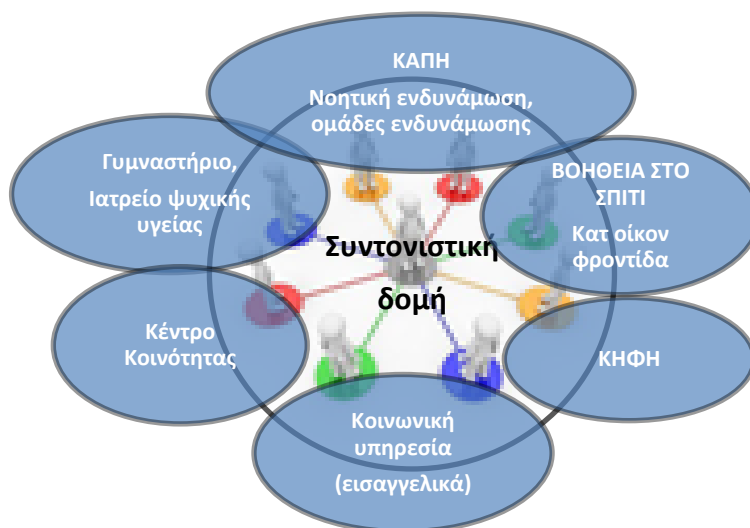 ΚΑΠΗ
Νοητική ενδυνάμωση,
ομάδες ενδυνάμωσης
Γυμναστήριο,
Ιατρείο ψυχικής
υγείας
ΒΟΗΘΕΙΑ ΣΤΟ
ΣΠΙΤΙ
Κατ οίκον
φροντίδα
Συντονιστική
δομή
Κέντρο
Κοινότητας
ΚΗΦΗ
Κοινωνική
υπηρεσία
(εισαγγελικά)